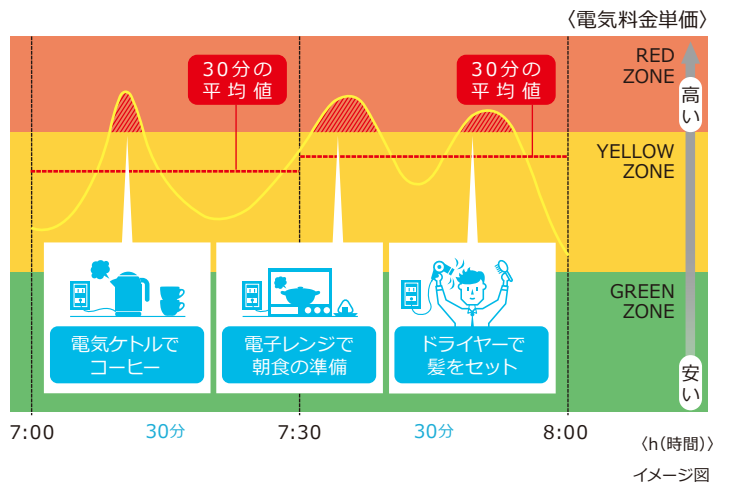 〈電気料金単価〉
RED
ZONE
高い
30分の
平均値
30分の
平均値
YELLOW
ZONE
GREEN
ZONE
安い
電気ケトルで
コーヒー
電子レンジで
朝食の準備
ドライヤーで
髪をセット
7:00
30分
7:30
30分
8:00
〈h(時間)〉
イメージ図